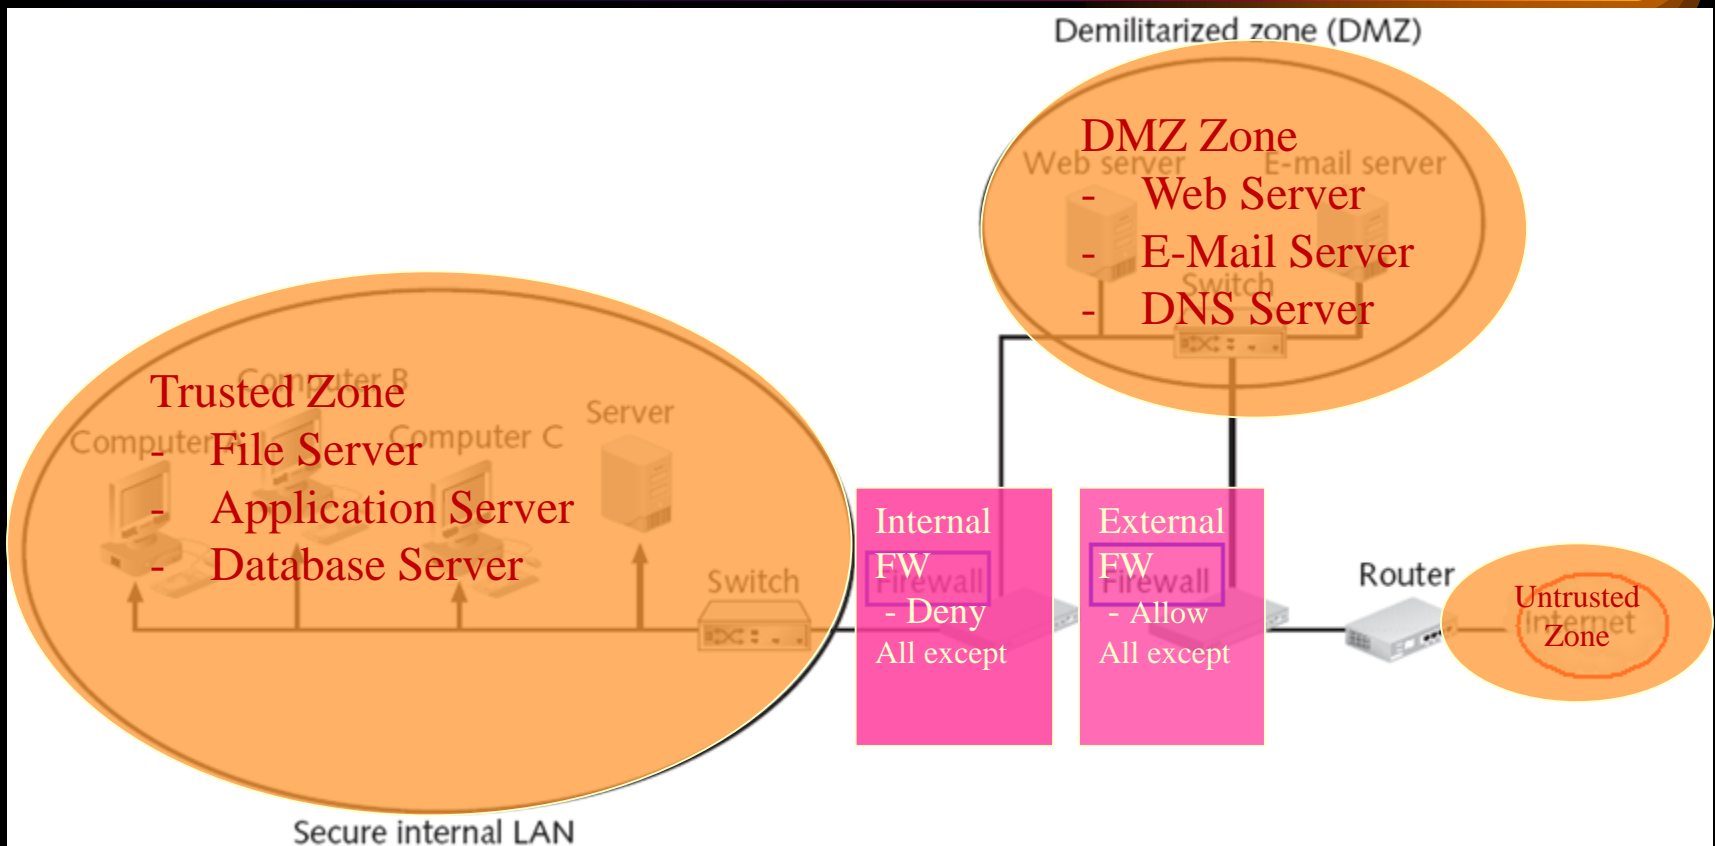 Demilitarized zone (DMZ)
DMZ Zone
Web server
E-mail server
- Web Server
- E-Mail Server
Switch
- DNS Server
Trusted Zone
Computer B
Server
Computer A
Computer C
- File Server
- Application Server
- Database Server
Switch
Internal
FW
Firewall
- Deny
All except
External
FW
Firewall
- Allow
All except
Router
Untrusted
Zone
Internet
Secure internal LAN